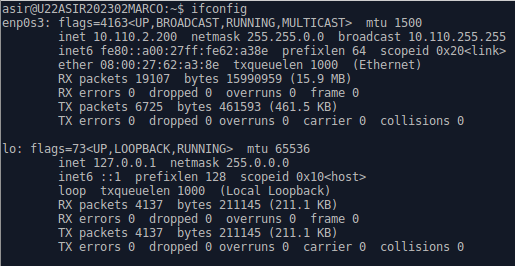 asir@U22ASIR202302MARCO:~$ ifconfig
enp0s3: flags=4163<UP,BROADCAST,RUNNING,MULTICAST>  mtu 1500
        inet 10.110.2.200  netmask 255.255.0.0  broadcast 10.110.255.255
        inet6 fe80::a00:27ff:fe62:a38e  prefixlen 64  scopeid 0x20<link>
        ether 08:00:27:62:a3:8e  txqueuelen 1000  (Ethernet)
        RX packets 19107  bytes 15990959 (15.9 MB)
        RX errors 0  dropped 0  overruns 0  frame 0
        TX packets 6725  bytes 461593 (461.5 KB)
        TX errors 0  dropped 0 overruns 0  carrier 0  collisions 0

lo: flags=73<UP,LOOPBACK,RUNNING>  mtu 65536
        inet 127.0.0.1  netmask 255.0.0.0
        inet6 ::1  prefixlen 128  scopeid 0x10<host>
        loop  txqueuelen 1000  (Local Loopback)
        RX packets 4137  bytes 211145 (211.1 KB)
        RX errors 0  dropped 0  overruns 0  frame 0
        TX packets 4137  bytes 211145 (211.1 KB)
        TX errors 0  dropped 0 overruns 0  carrier 0  collisions 0